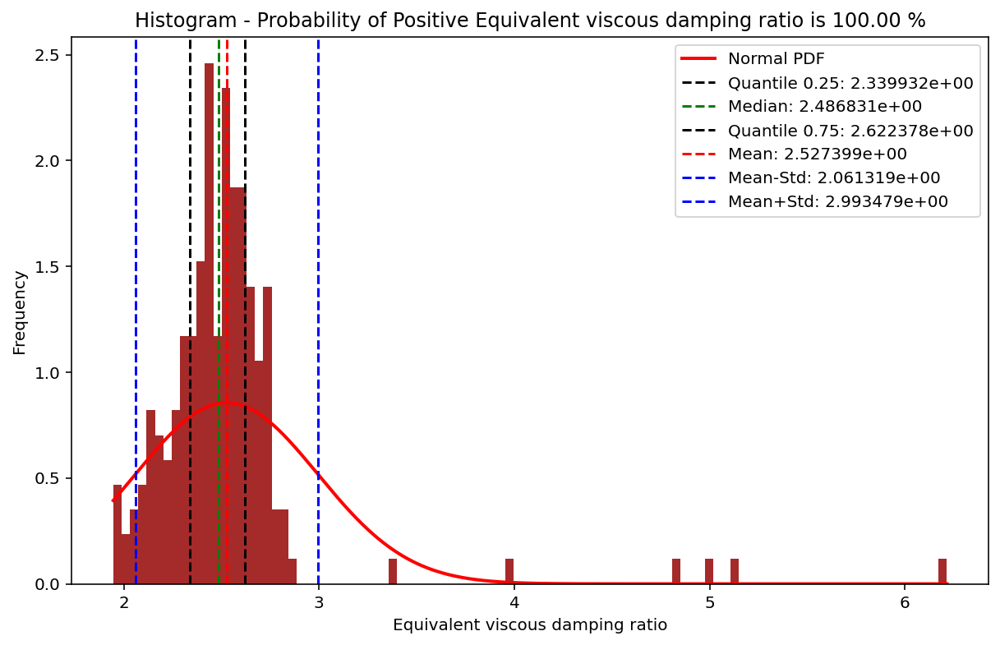 Histogram - Probability of Positive Equivalent viscous damping ratio is 100.00 %
Normal PDF
Quantile 0.25: 2.339932e+00
Median: 2.486831e+00
Quantile 0.75: 2.622378e+00
Mean: 2.527399e+00
Mean-Std: 2.061319e+00
Mean+Std: 2.993479e+00
Frequency
2.5
2.0
1.5
1.0
0.5
0.0
2 3 4 5 6
Equivalent viscous damping ratio